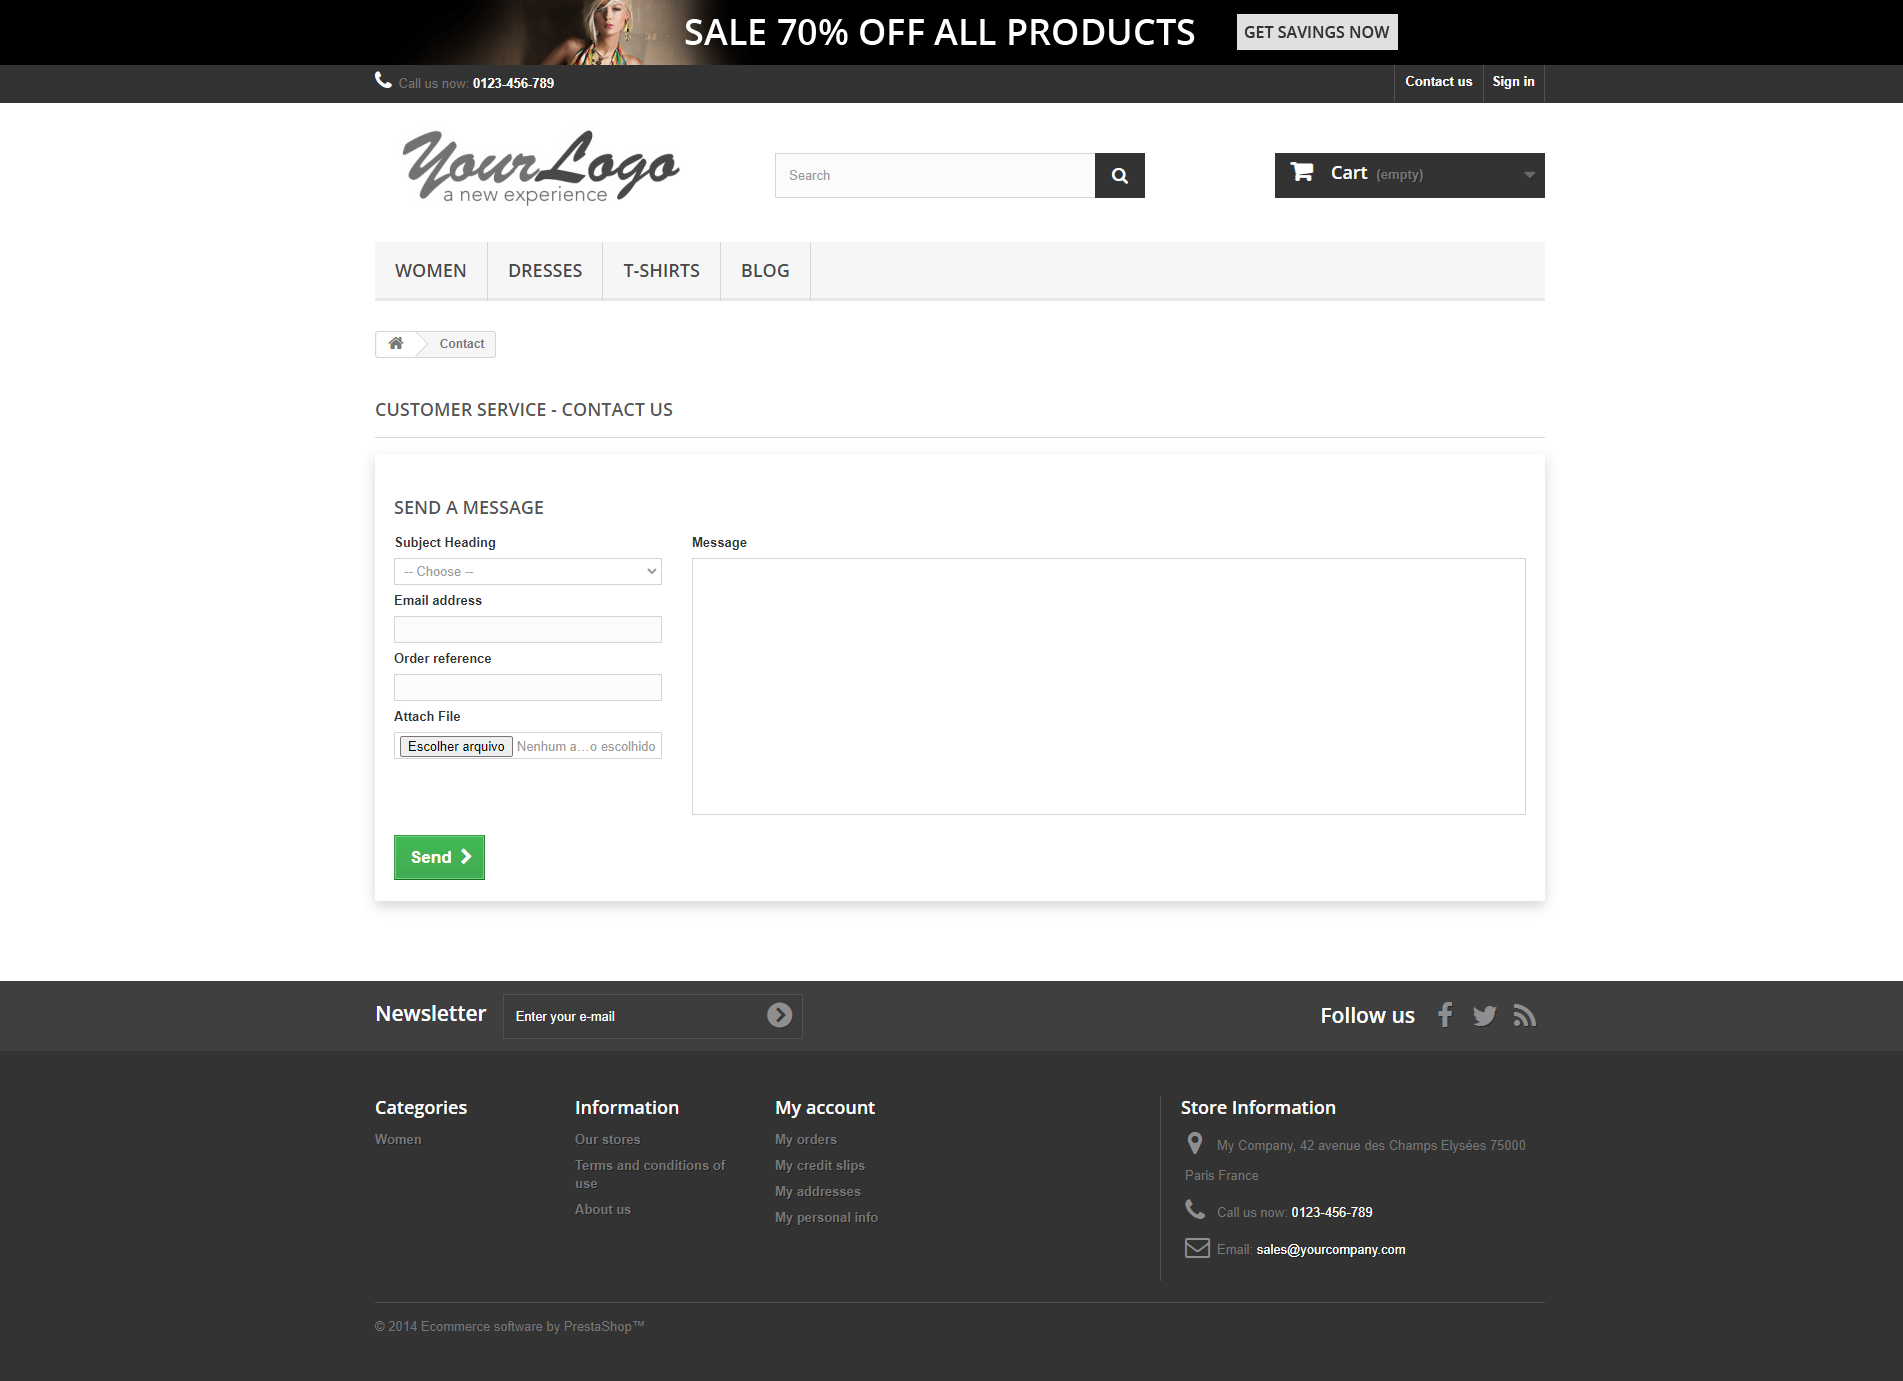 SALE 70% OFF ALL PRODUCTS
GET SAVINGS NOW
Call us now: 0123-456-789
Contact us
Sign in
YourLogo
a new experience
Search
Cart (empty)
WOMEN
DRESSES
T-SHIRTS
BLOG
Contact
CUSTOMER SERVICE - CONTACT US
SEND A MESSAGE
Subject Heading
-- Choose --
Email address
Order reference
Attach File
Escolher arquivo Nenhum a...o escolhido
Message
Send
Newsletter
Enter your e-mail
Follow us
Categories
Women
Information
Our stores
Terms and conditions of
use
About us
My account
My orders
My credit slips
My addresses
My personal info
Store Information
My Company, 42 avenue des Champs Elysées 75000
Paris France
Call us now: 0123-456-789
Email: sales@yourcompany.com
© 2014 Ecommerce software by PrestaShop™